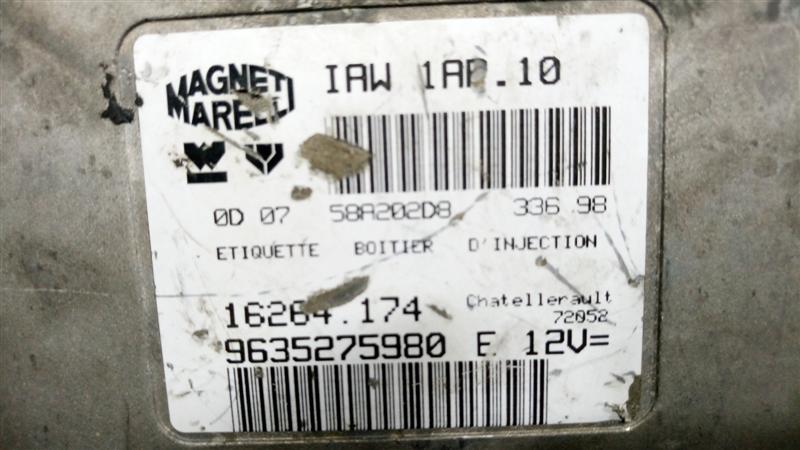 MAGNETI
MARELLI
IAW 1AP.10
0D 07 58A202D8 336.98
ETIQUETTE BOITIER D'INJECTION
16264.174 Chatellerault
72052
9635275980 E 12V=